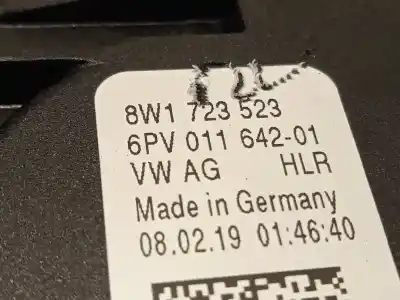 8W1 723 523
6PV 011 642-01
VW AG HLR
Made in Germany
08.02.19 01:46:40